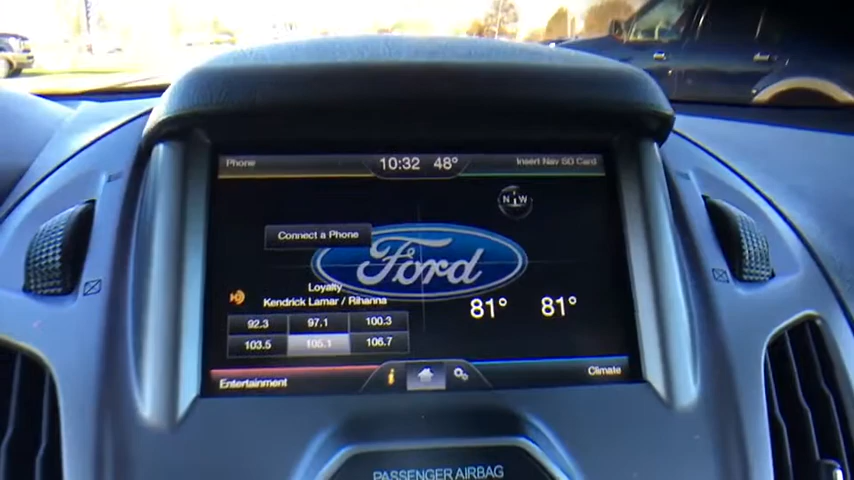 Phone 10:32 48° Insert Nav SD Card
N W
Connect a Phone
Ford
Loyalty
Kendrick Lamar / Rihanna
81° 81°
92.3 97.1 100.3
103.5 105.1 106.7
Entertainment i Climate
PASSENGER AIRBAG